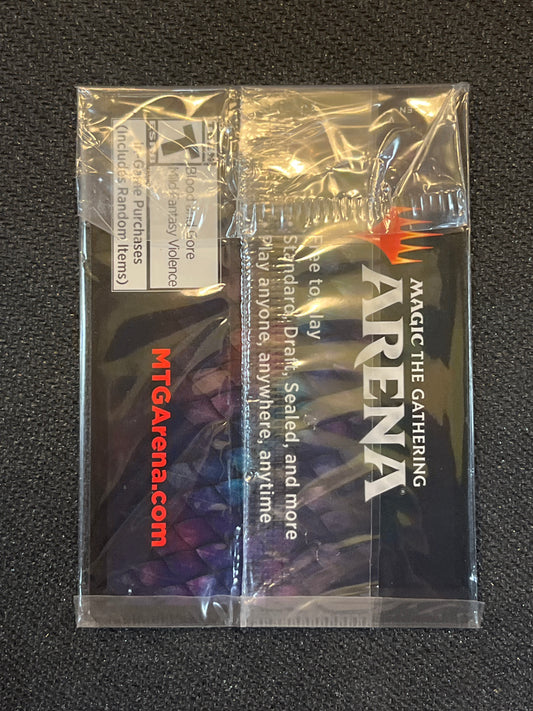 MAGIC THE GATHERING
ARENA
Free to play
Standard, Draft, Sealed, and more
Play anyone, anywhere, anytime
MTGArena.com
Blood and Gore
Mild Fantasy Violence
In-Game Purchases
(Includes Random Items)
EN